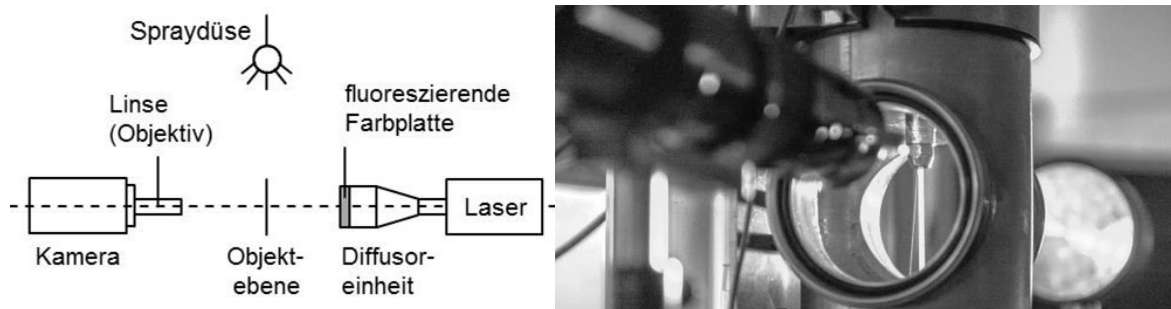 Spraydüse
Linse
(Objektiv)
fluoreszierende
Farbplatte
Laser
Kamera
Objekt-
ebene
Diffusor-
einheit